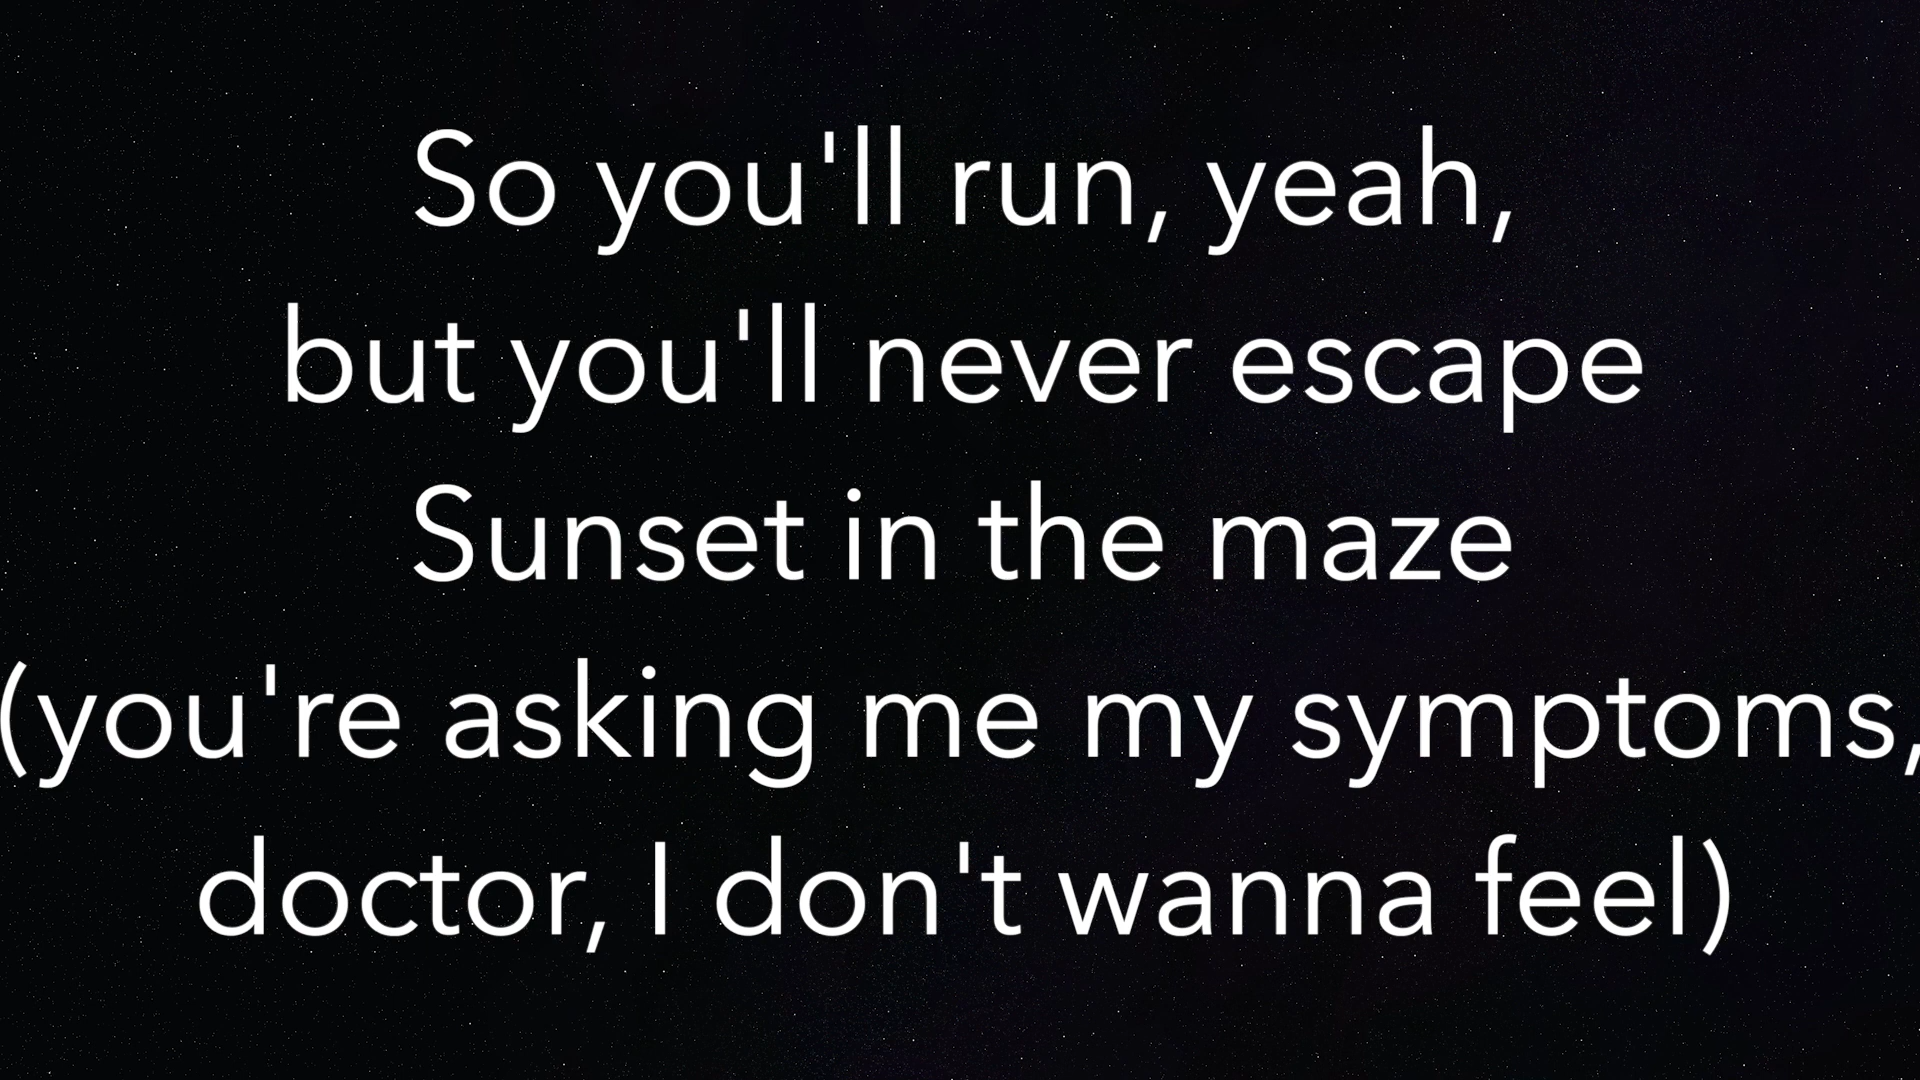 So you'll run, yeah,
but you'll never escape
Sunset in the maze
(you're asking me my symptoms,
doctor, I don't wanna feel)